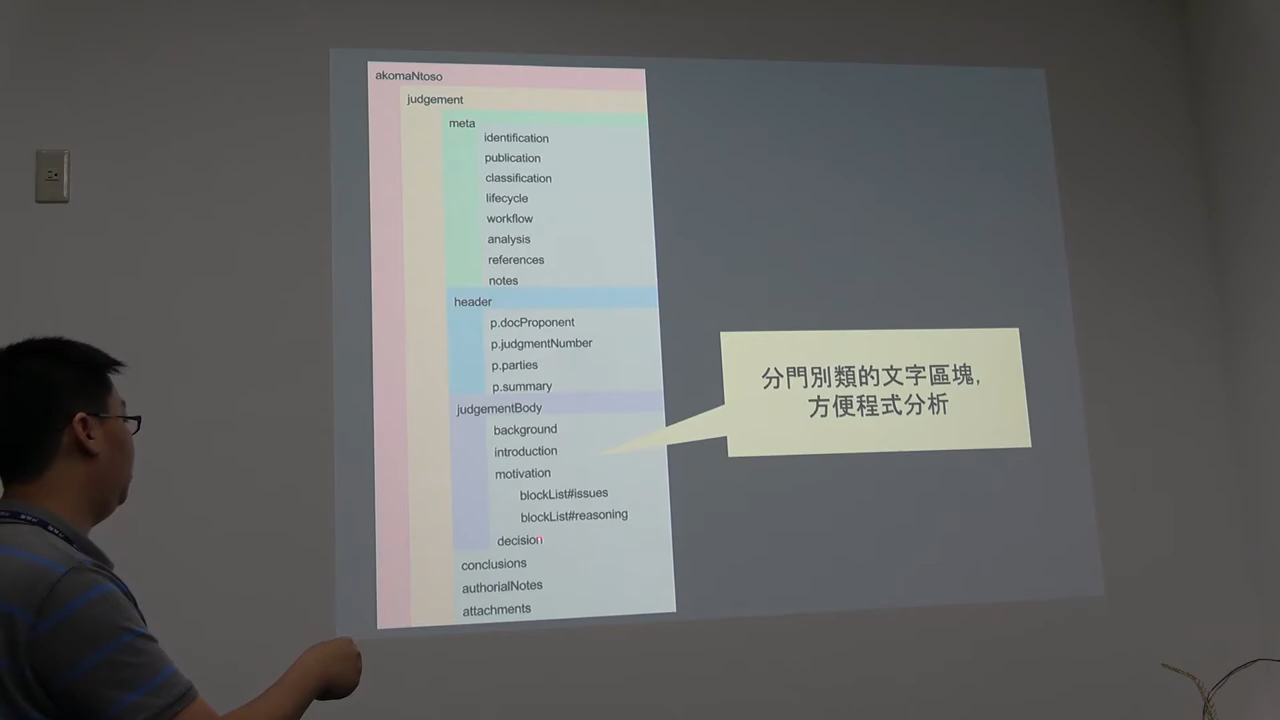 akomaNtoso
judgement
meta
identification
publication
classification
lifecycle
workflow
analysis
references
notes
header
p.docProponent
p.judgmentNumber
p.parties
p.summary
judgementBody
background
introduction
motivation
blockList#issues
blockList#reasoning
decision
conclusions
authorialNotes
attachments
分門別類的文字區塊,
方便程式分析